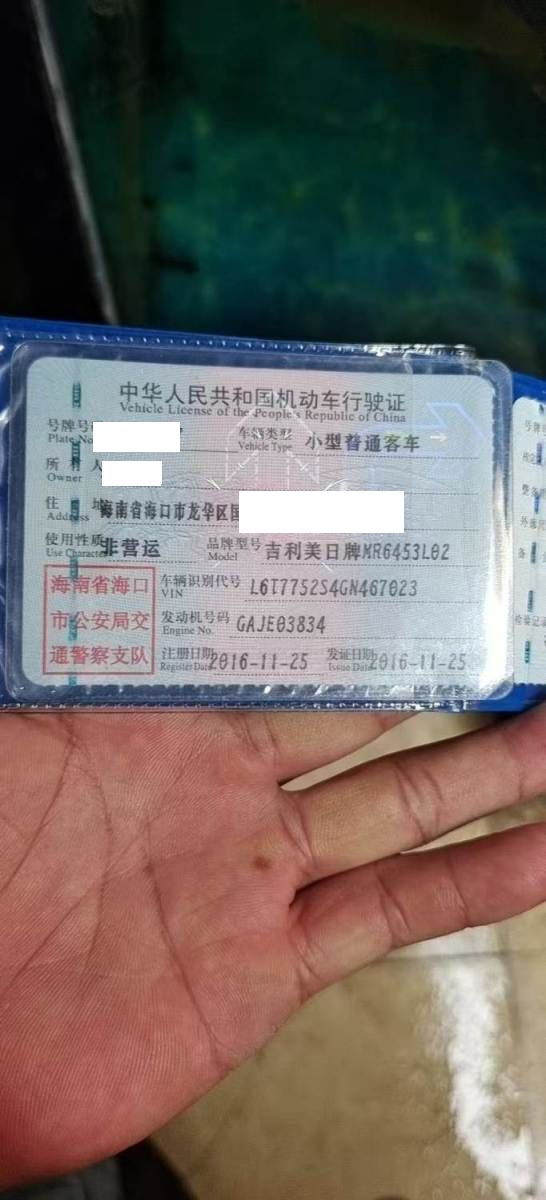 中华人民共和国机动车行驶证
Vehicle License of the People's Republic of China
号牌号
Plate No
车辆类型 小型普通客车
Vehicle Type
所有人
Owner
住址 海南省海口市龙华区国
Address
使用性质 非营运
Use Character
品牌型号 吉利美日牌MR6453L02
Model
海南省海口
市公安局交
通警察支队
车辆识别代号 L6T7752S4GN467023
VIN
发动机号码 GAJE03834
Engine No.
注册日期 2016-11-25
Register Date
发证日期 2016-11-25
Issue Date